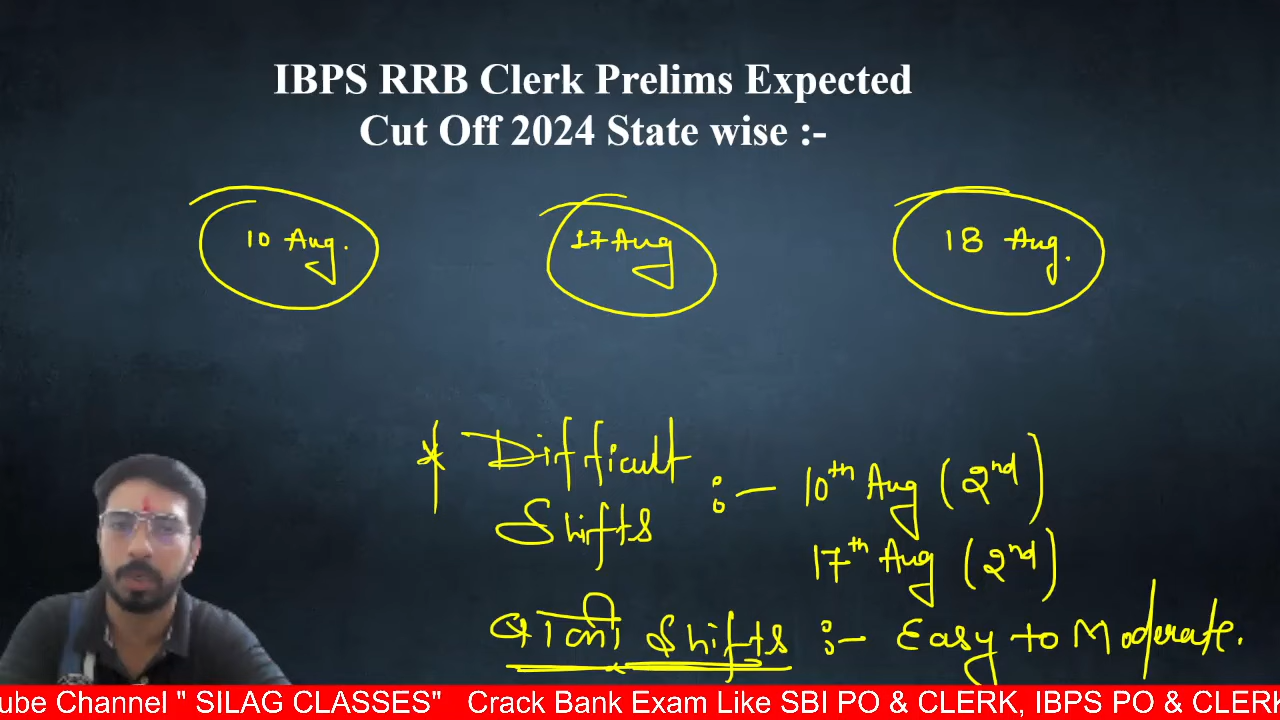 IBPS RRB Clerk Prelims Expected
Cut Off 2024 State wise :-
10 Aug. 17 Aug 18 Aug.
* Difficult Shifts :- 10th Aug (2nd)
17th Aug (2nd)
बाकी Shifts :- Easy to Moderate.
ube Channel " SILAG CLASSES" Crack Bank Exam Like SBI PO & CLERK, IBPS PO & CLERK